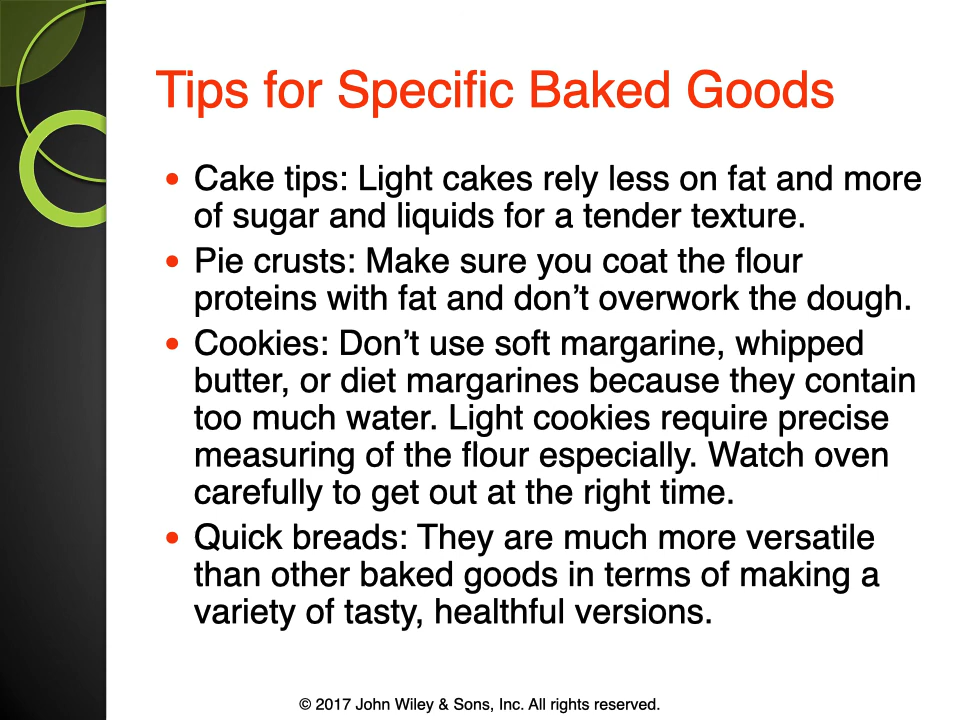 Tips for Specific Baked Goods
• Cake tips: Light cakes rely less on fat and more
of sugar and liquids for a tender texture.
• Pie crusts: Make sure you coat the flour
proteins with fat and don’t overwork the dough.
• Cookies: Don’t use soft margarine, whipped
butter, or diet margarines because they contain
too much water. Light cookies require precise
measuring of the flour especially. Watch oven
carefully to get out at the right time.
• Quick breads: They are much more versatile
than other baked goods in terms of making a
variety of tasty, healthful versions.
© 2017 John Wiley & Sons, Inc. All rights reserved.